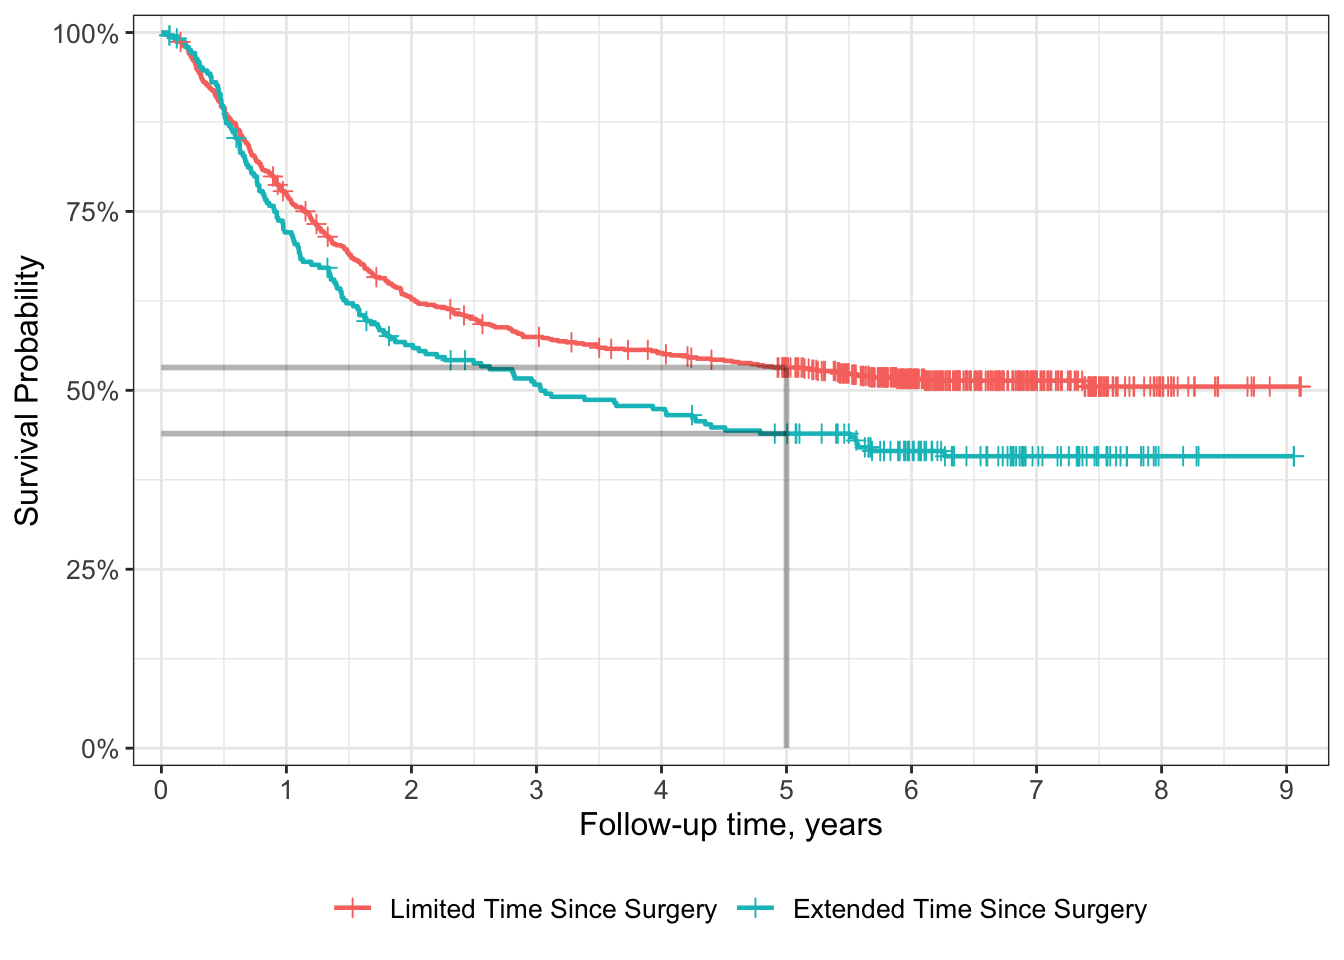 100%
75%
50%
25%
0%
Survival Probability
0 1 2 3 4 5 6 7 8 9
Follow-up time, years
Limited Time Since Surgery Extended Time Since Surgery